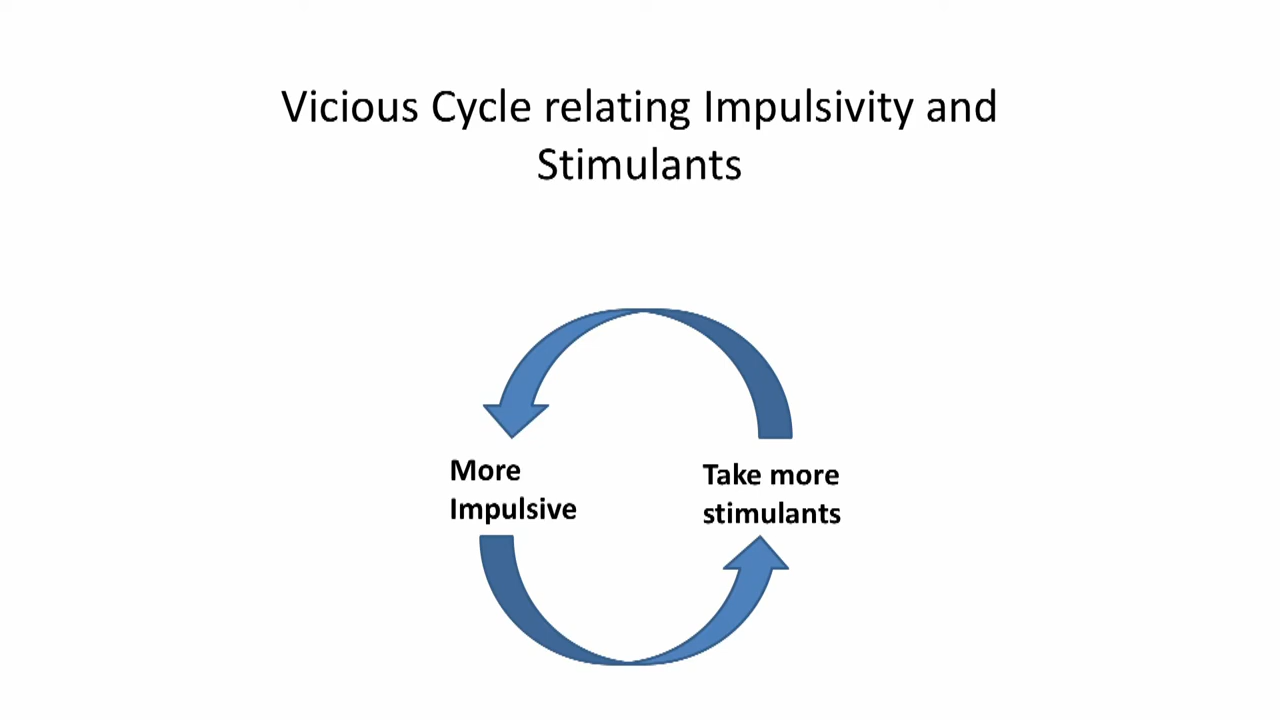 Vicious Cycle relating Impulsivity and
Stimulants
More
Impulsive
Take more
stimulants